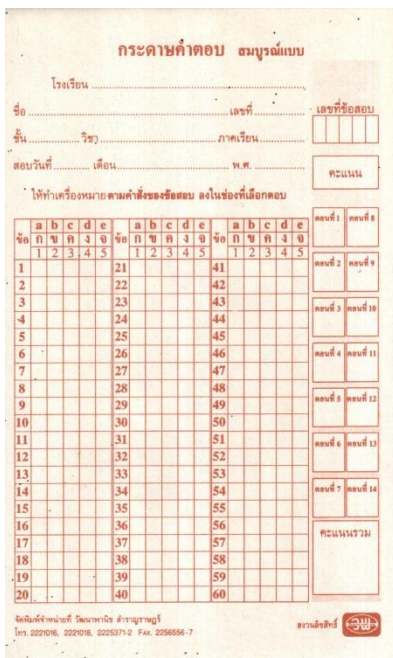 กระดาษคำตอบ สมบูรณ์แบบ
โรงเรียน
ชื่อ เลขที่
เลขที่ข้อสอบ
ชั้น วิชา ภาคเรียน
สอบวันที่ เดือน พ.ศ.
คะแนน
ให้ทำเครื่องหมายตามคำสั่งของข้อสอบ ลงในช่องที่เลือกตอบ
ข้อ a b c d e ข้อ a b c d e ข้อ a b c d e
ก ข ค ง จ ก ข ค ง จ ก ข ค ง จ
1 2 3 4 5 1 2 3 4 5 1 2 3 4 5
1 21 41
2 22 42
3 23 43
4 24 44
5 25 45
6 26 46
7 27 47
8 28 48
9 29 49
10 30 50
11 31 51
12 32 52
13 33 53
14 34 54
15 35 55
16 36 56
17 37 57
18 38 58
19 39 59
20 40 60
ตอนที่ 1 ตอนที่ 8
ตอนที่ 2 ตอนที่ 9
ตอนที่ 3 ตอนที่ 10
ตอนที่ 4 ตอนที่ 11
ตอนที่ 5 ตอนที่ 12
ตอนที่ 6 ตอนที่ 13
ตอนที่ 7 ตอนที่ 14
คะแนนรวม
จัดพิมพ์จำหน่ายที่ วัฒนาพานิช สำราญราษฎร์
โทร. 2221016, 2221018, 2225371-2 FAX. 2256556-7
สงวนลิขสิทธิ์ วพ